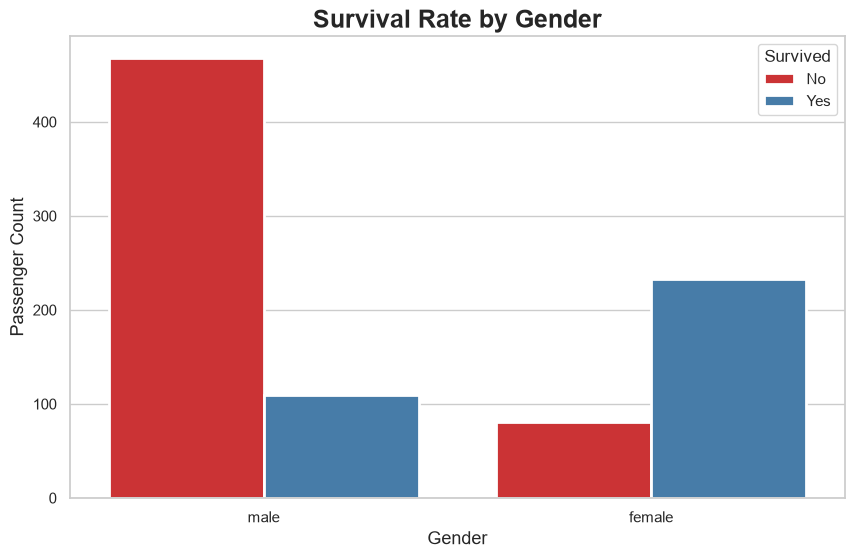 Survival Rate by Gender
Survived
No
Yes
Passenger Count
400
300
200
100
0
male female
Gender